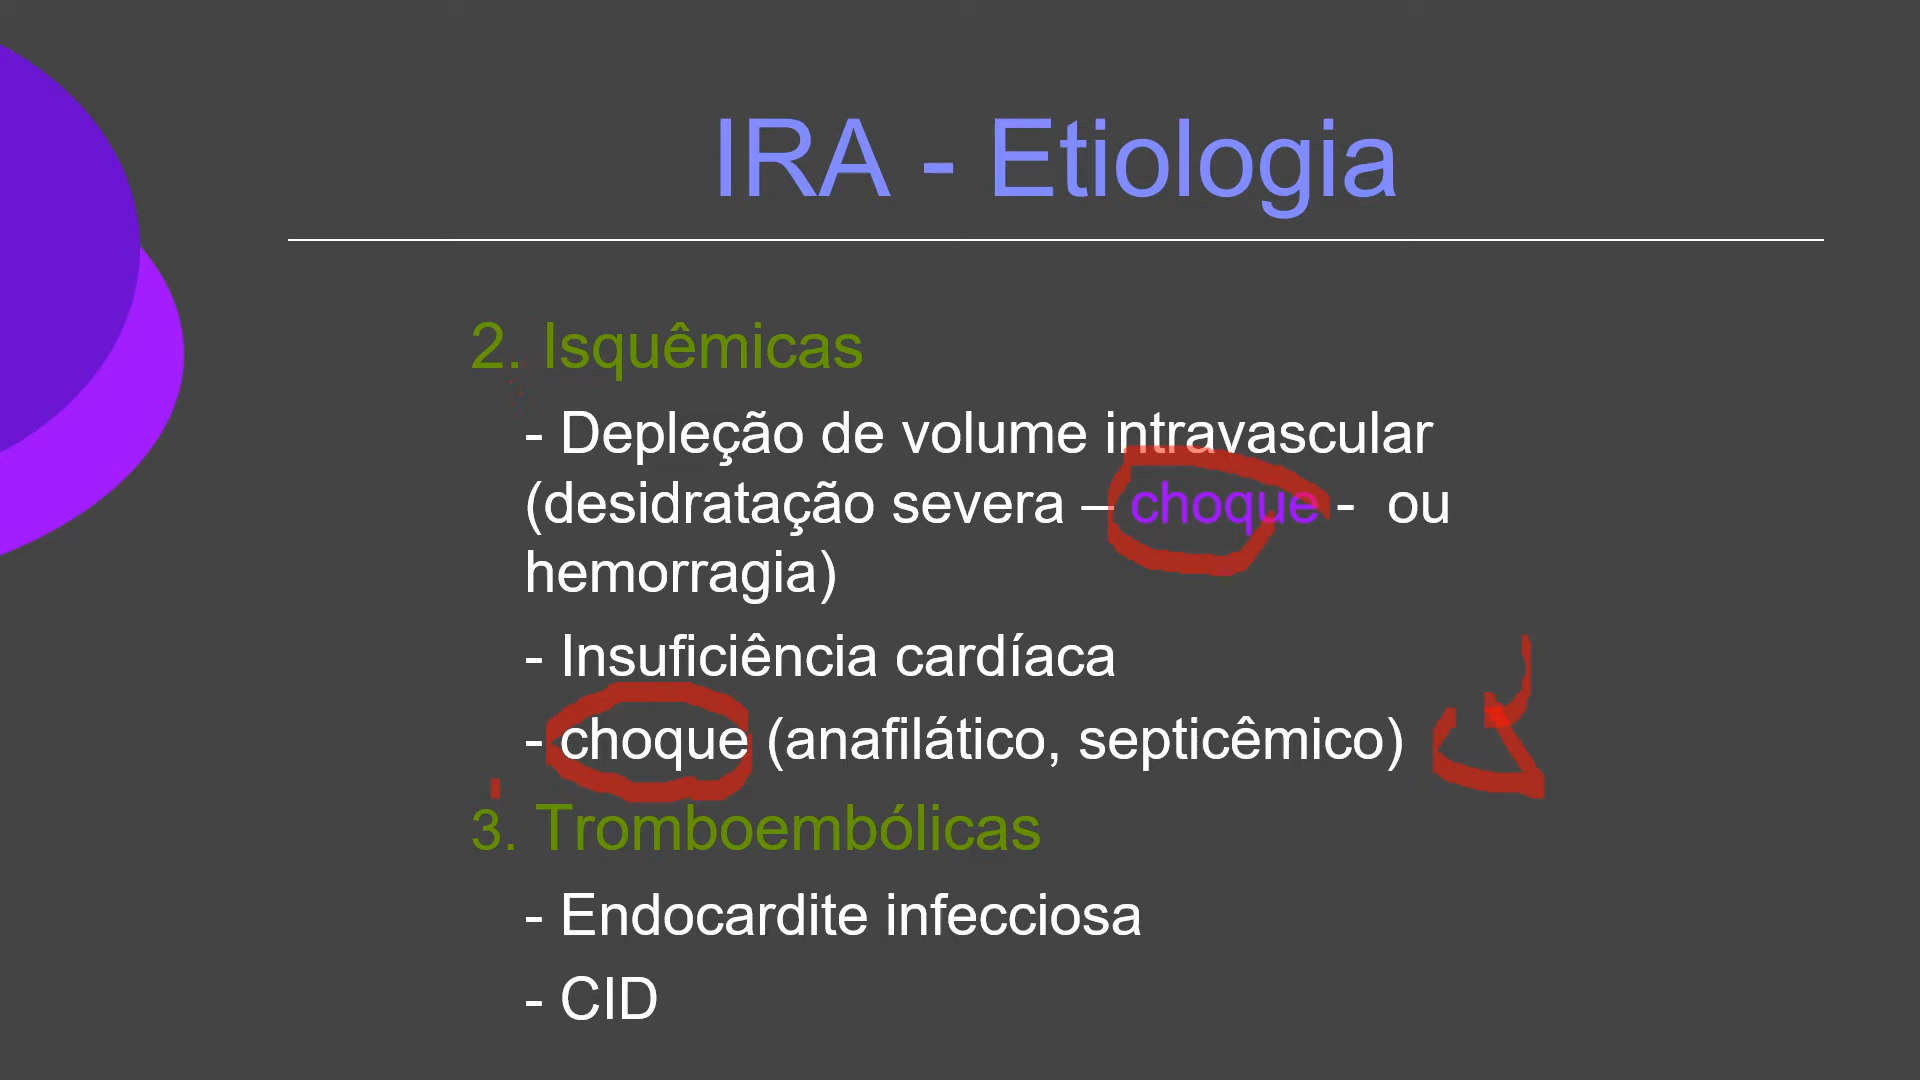 IRA - Etiologia
2. Isquêmicas
- Depleção de volume intravascular
(desidratação severa – choque - ou
hemorragia)
- Insuficiência cardíaca
- choque (anafilático, septicêmico)
3. Tromboembólicas
- Endocardite infecciosa
- CID